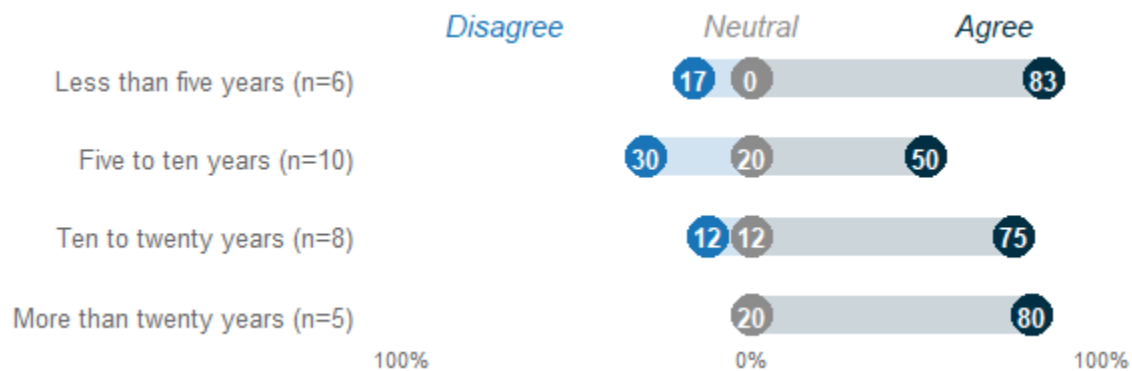 Disagree Neutral Agree
Less than five years (n=6) 17 0 83
Five to ten years (n=10) 30 20 50
Ten to twenty years (n=8) 12 12 75
More than twenty years (n=5) 20 80
100% 0% 100%